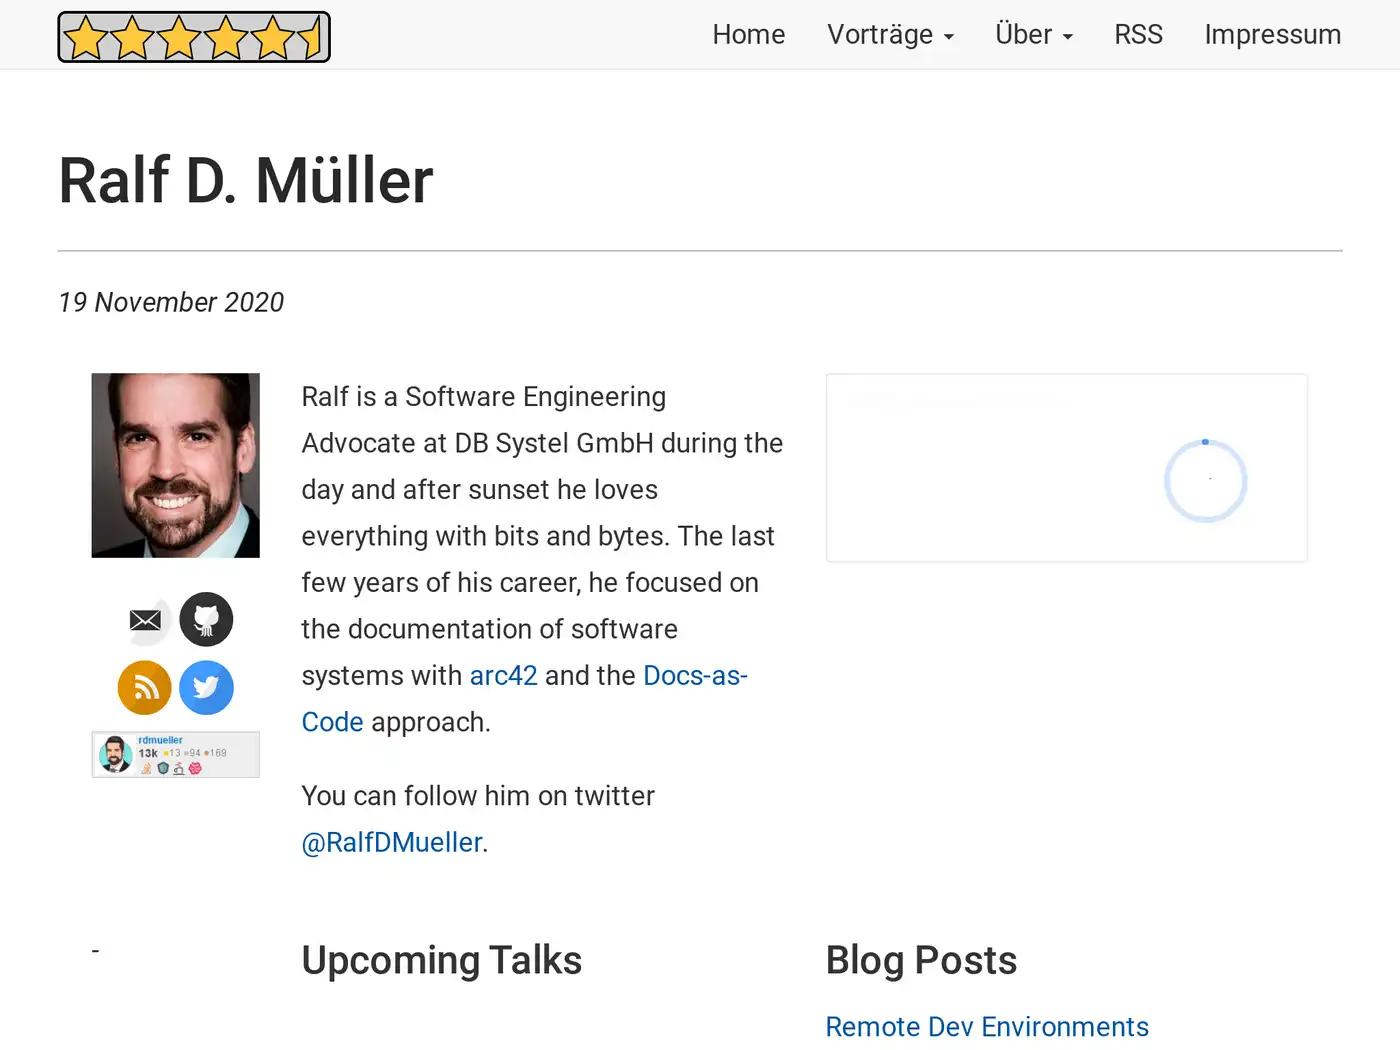 Home Vorträge Über RSS Impressum
Ralf D. Müller
19 November 2020
Ralf is a Software Engineering
Advocate at DB Systel GmbH during the
day and after sunset he loves
everything with bits and bytes. The last
few years of his career, he focused on
the documentation of software
systems with arc42 and the Docs-as-
Code approach.
You can follow him on twitter
@RalfDMueller.
rdmueller
13k 13 94 169
-
Upcoming Talks
Blog Posts
Remote Dev Environments